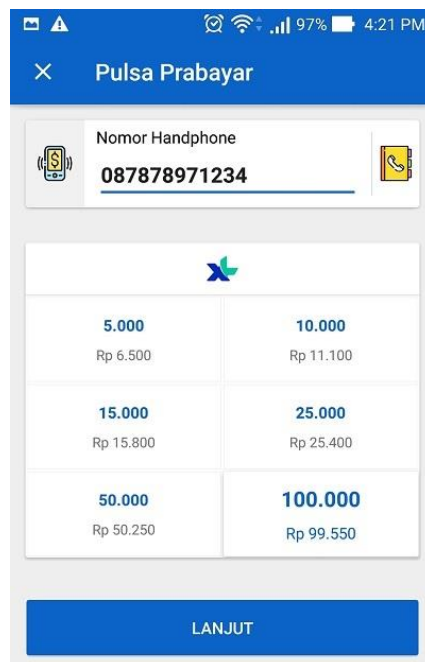 97% 4:21 PM
Pulsa Prabayar
Nomor Handphone
087878971234
XL
5.000 10.000
Rp 6.500 Rp 11.100
15.000 25.000
Rp 15.800 Rp 25.400
50.000 100.000
Rp 50.250 Rp 99.550
LANJUT